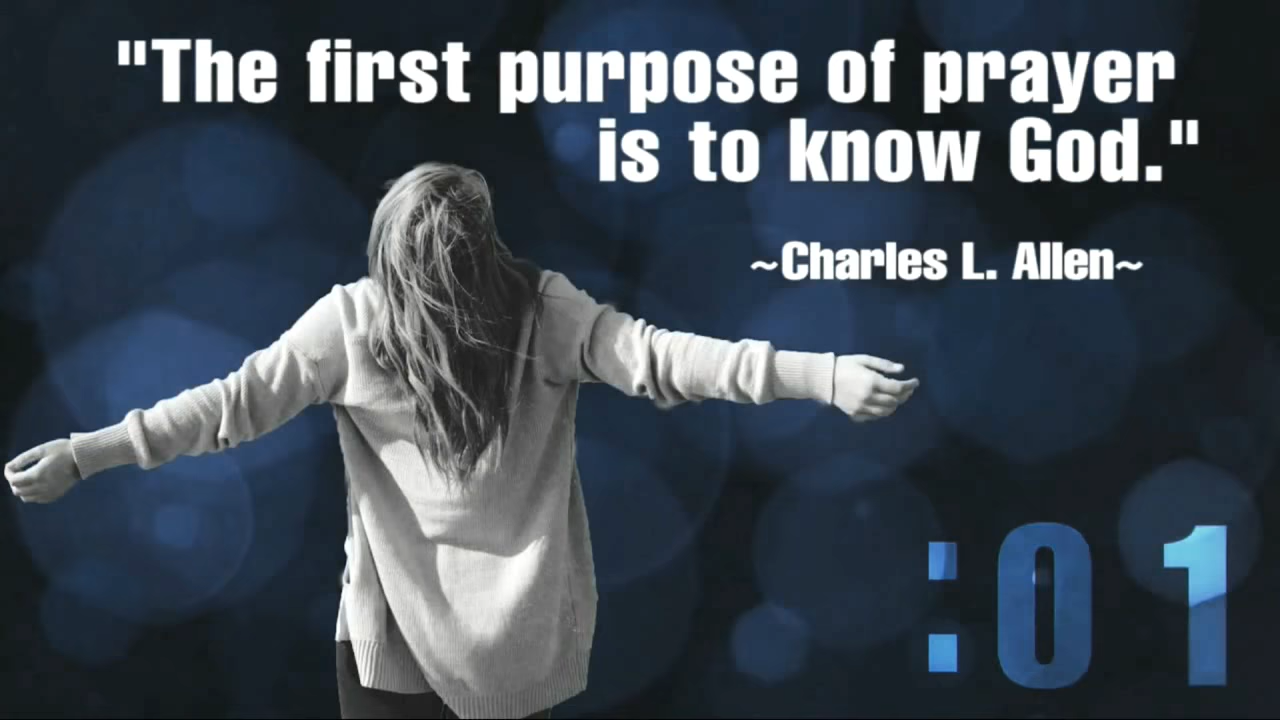 "The first purpose of prayer
is to know God."
~Charles L. Allen~
:01